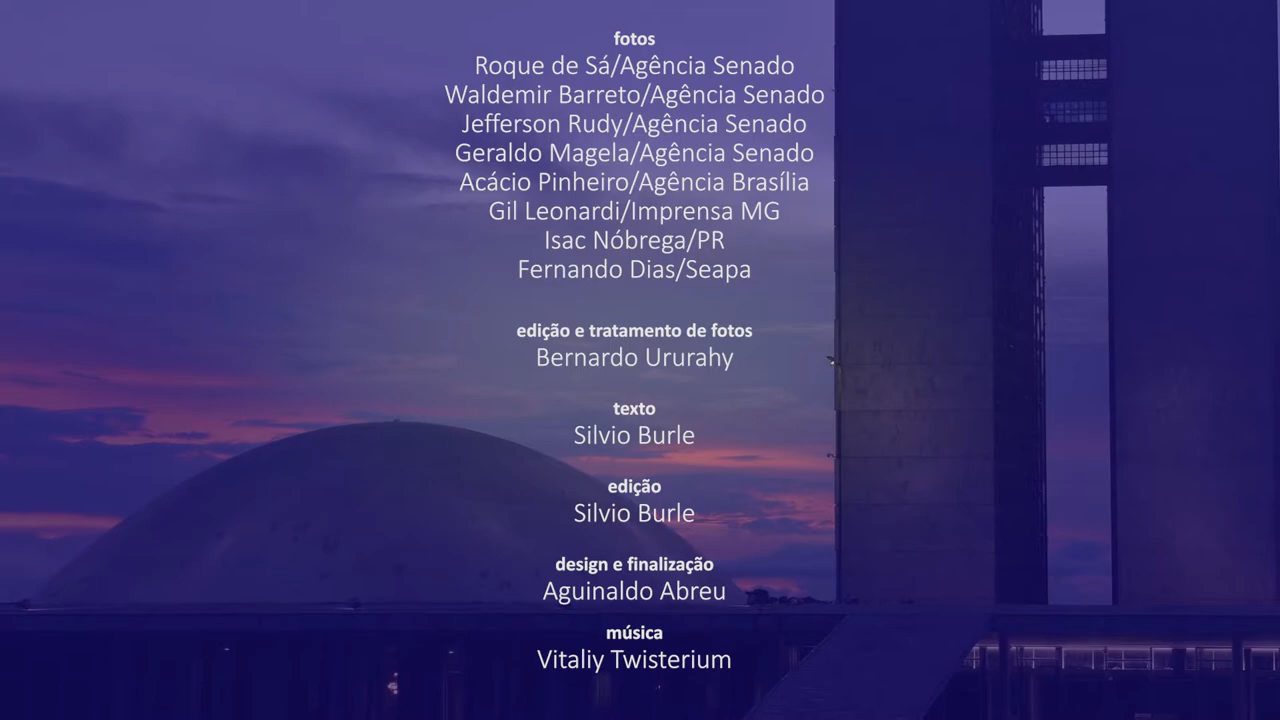 fotos
Roque de Sá/Agência Senado
Waldemir Barreto/Agência Senado
Jefferson Rudy/Agência Senado
Geraldo Magela/Agência Senado
Acácio Pinheiro/Agência Brasília
Gil Leonardi/Imprensa MG
Isac Nóbrega/PR
Fernando Dias/Seapa
edição e tratamento de fotos
Bernardo Ururahy
texto
Silvio Burle
edição
Silvio Burle
design e finalização
Aguinaldo Abreu
música
Vitaliy Twisterium